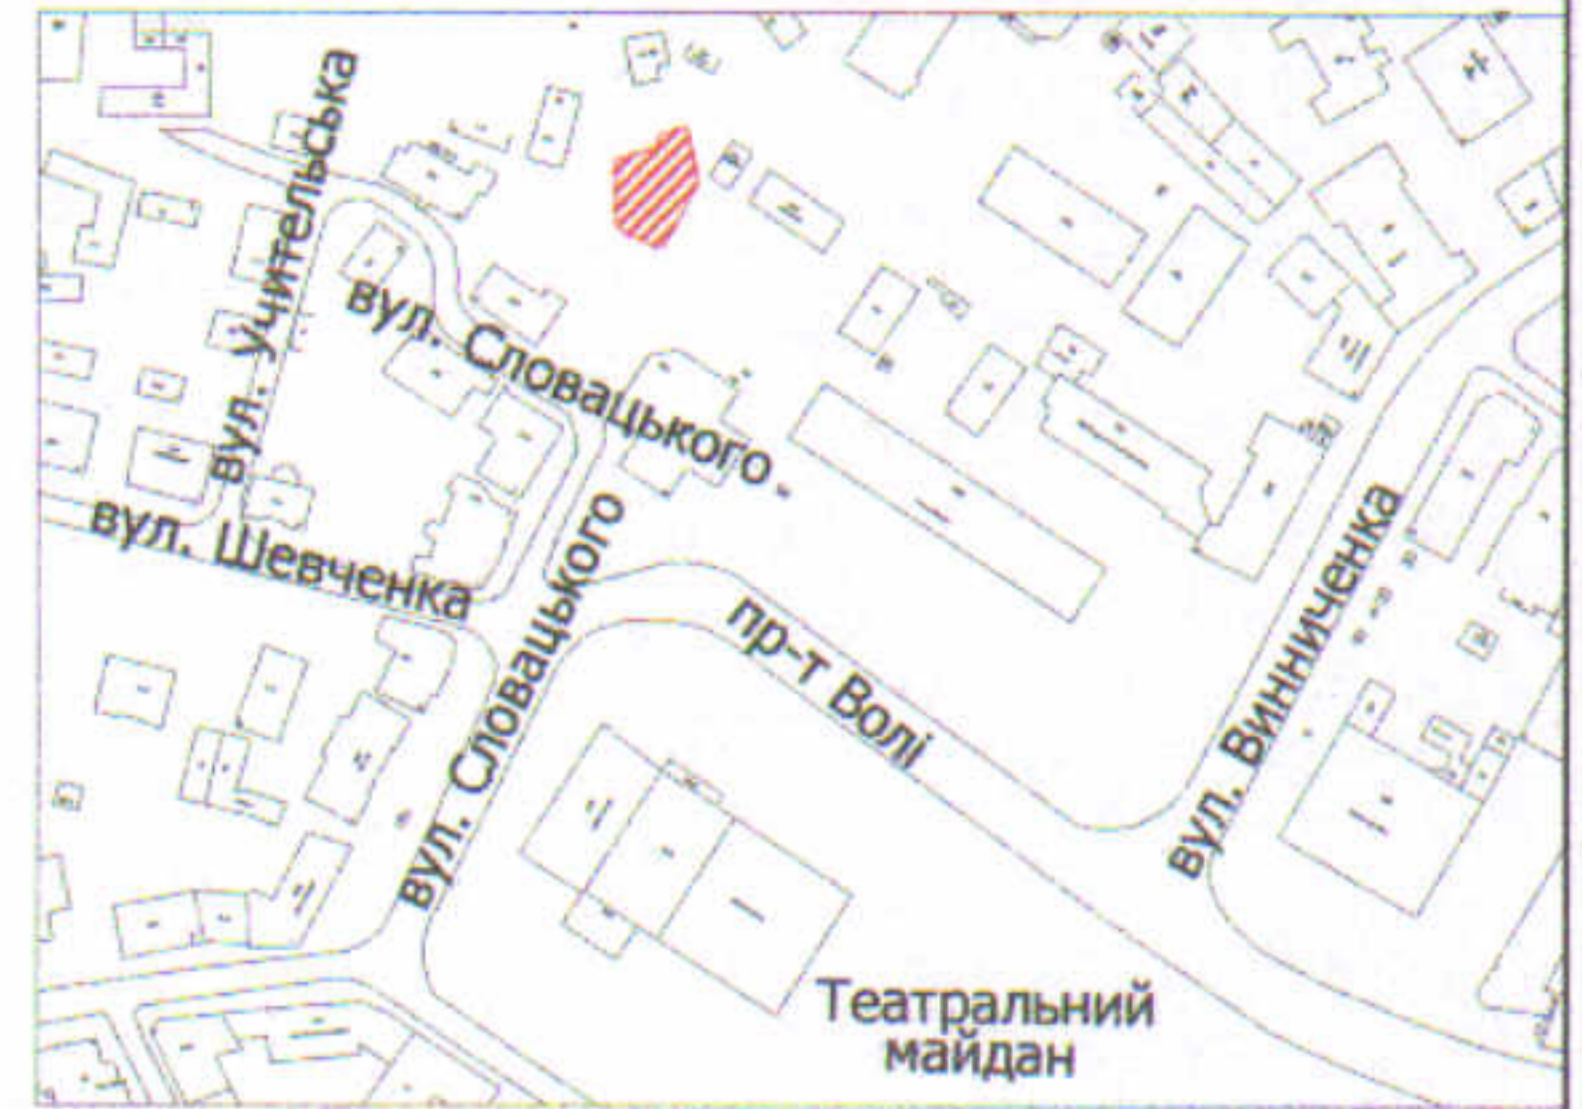 вул. Учительська
вул. Словацького
вул. Шевченка
вул. Словацького
пр-т Волі
вул. Винниченка
Театральний
майдан